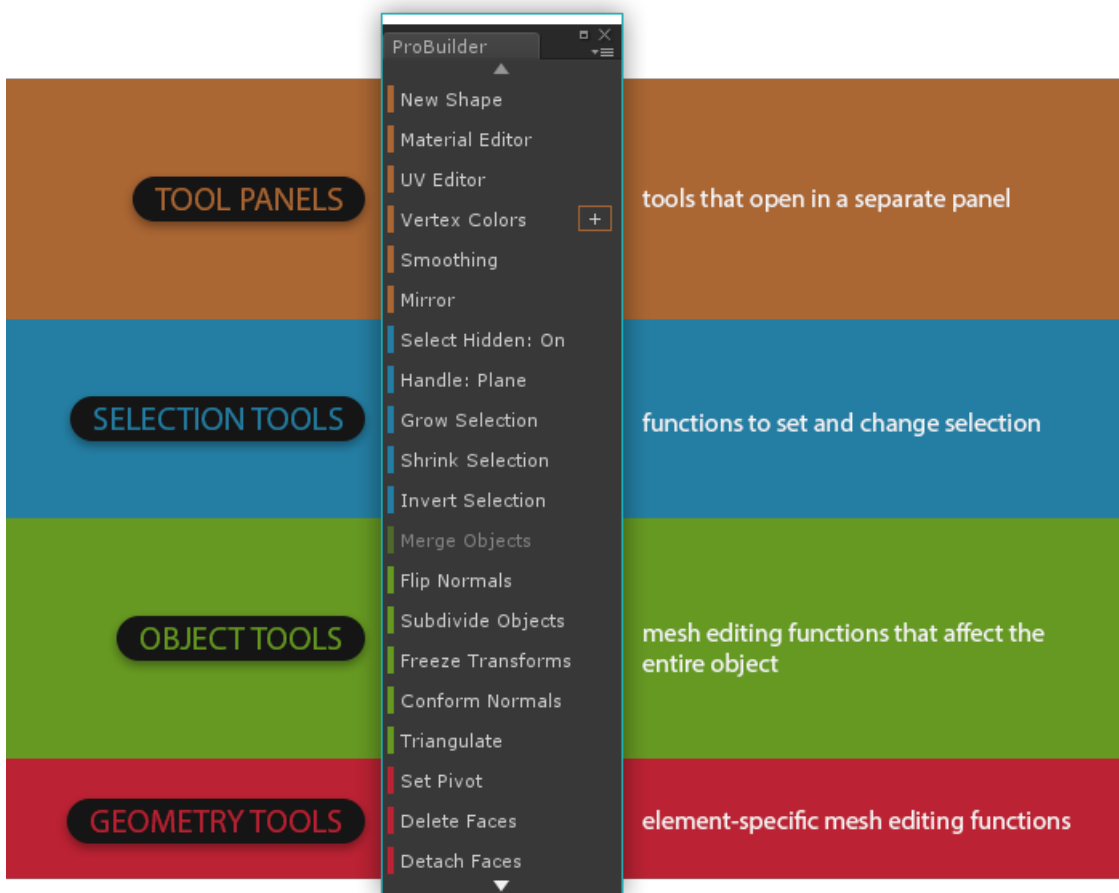 ProBuilder
New Shape
Material Editor
UV Editor
TOOL PANELS
tools that open in a separate panel
Vertex Colors +
Smoothing
Mirror
Select Hidden: On
Handle: Plane
SELECTION TOOLS
Grow Selection
functions to set and change selection
Shrink Selection
Invert Selection
Merge Objects
Flip Normals
Subdivide Objects
OBJECT TOOLS
mesh editing functions that affect the
entire object
Freeze Transforms
Conform Normals
Triangulate
Set Pivot
GEOMETRY TOOLS
Delete Faces
element-specific mesh editing functions
Detach Faces